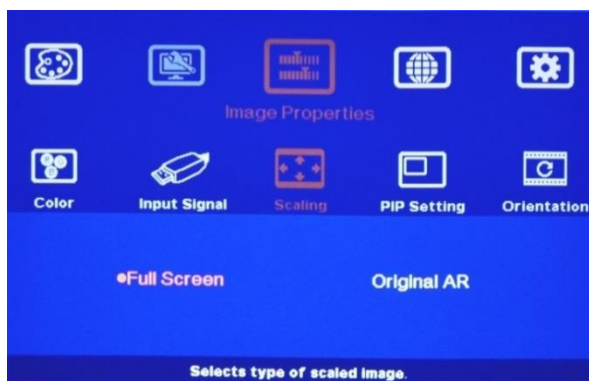 Image Properties
Color
Input Signal
Scaling
PIP Setting
Orientation
•Full Screen
Original AR
Selects type of scaled image.